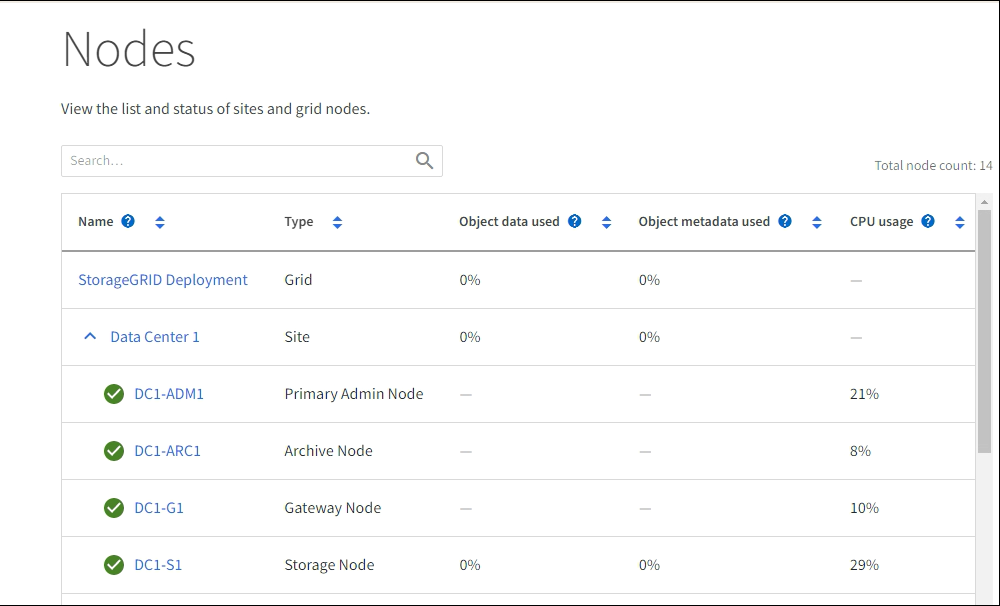 Nodes
View the list and status of sites and grid nodes.
Search...
Total node count: 14
Name ? Type Object data used ? Object metadata used ? CPU usage ?
StorageGRID Deployment Grid 0% 0% —
Data Center 1 Site 0% 0% —
DC1-ADM1 Primary Admin Node — — 21%
DC1-ARC1 Archive Node — — 8%
DC1-G1 Gateway Node — — 10%
DC1-S1 Storage Node 0% 0% 29%